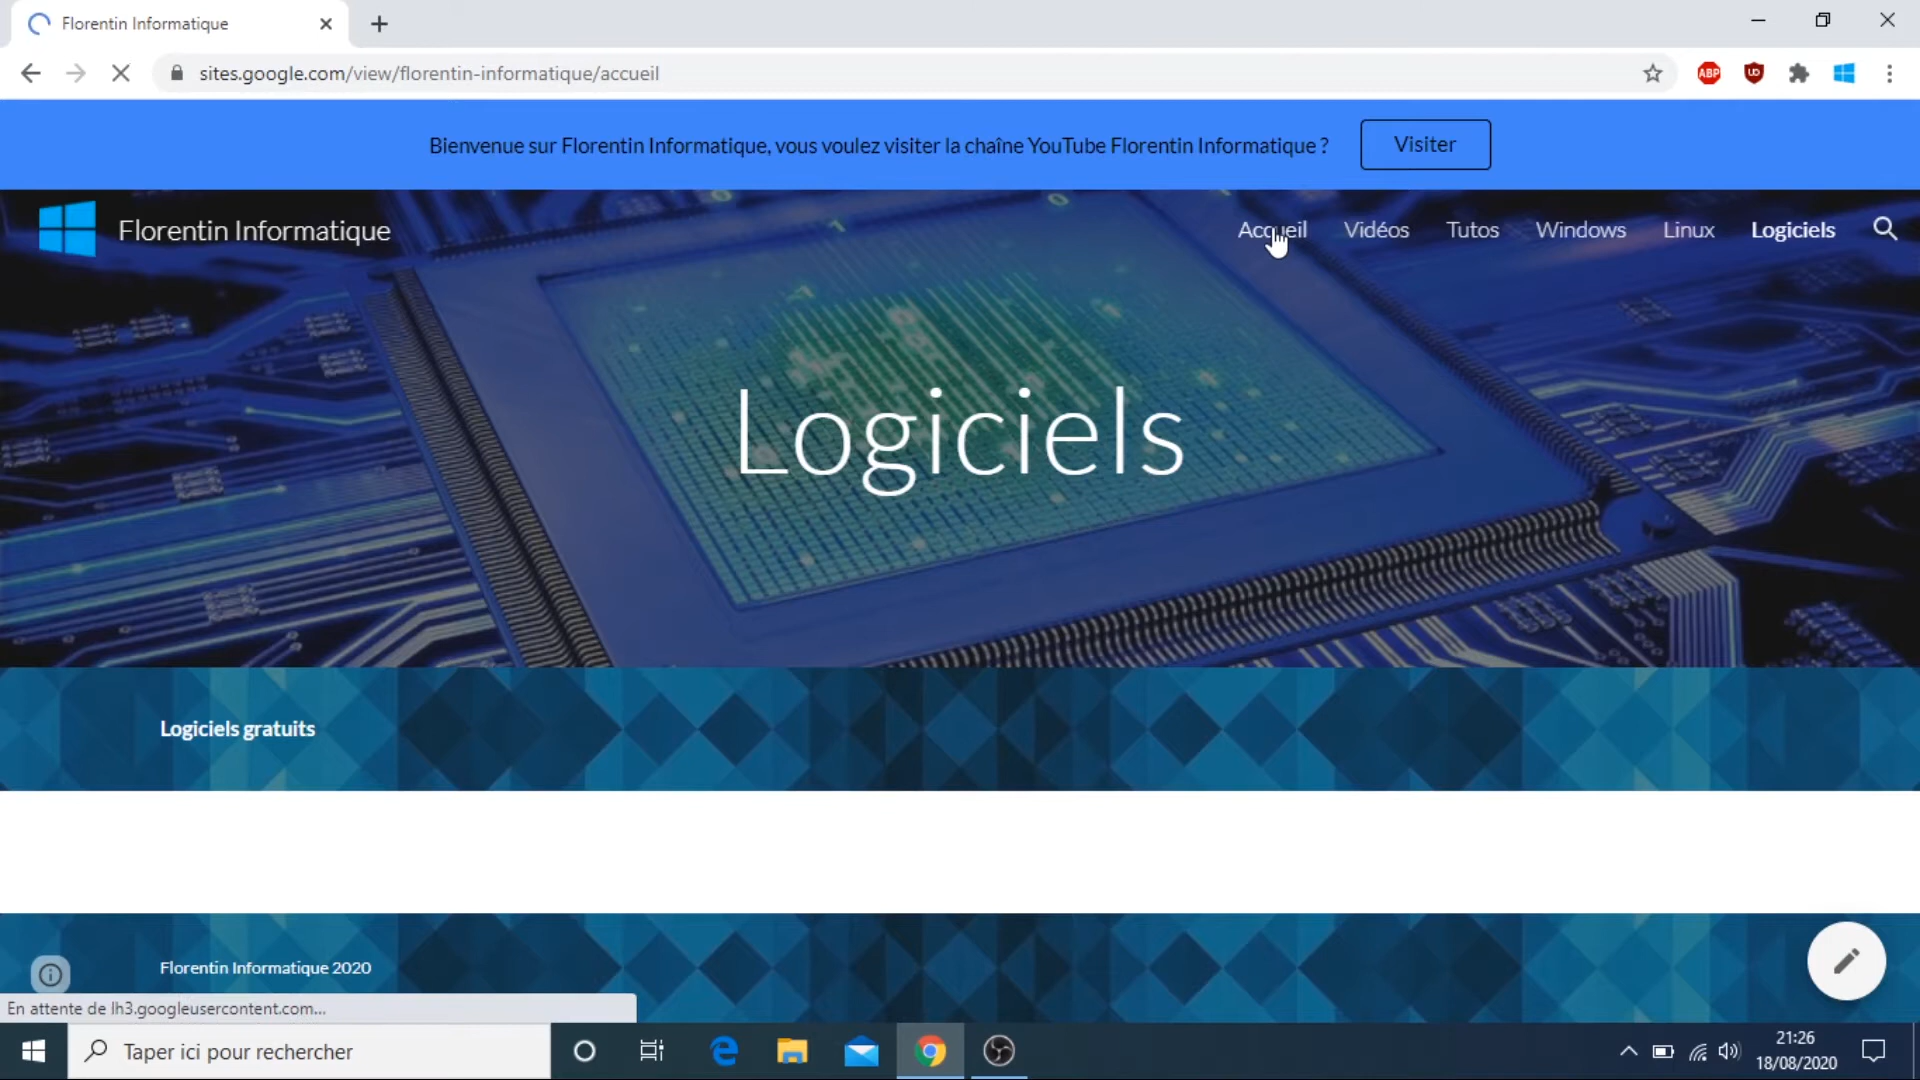 Florentin Informatique
sites.google.com/view/florentin-informatique/accueil
ABP
Bienvenue sur Florentin Informatique, vous voulez visiter la chaîne YouTube Florentin Informatique ? Visiter
Florentin Informatique
Accueil Vidéos Tutos Windows Linux Logiciels
Logiciels
Logiciels gratuits
Florentin Informatique 2020
En attente de lh3.googleusercontent.com...
Taper ici pour rechercher
21:26
18/08/2020